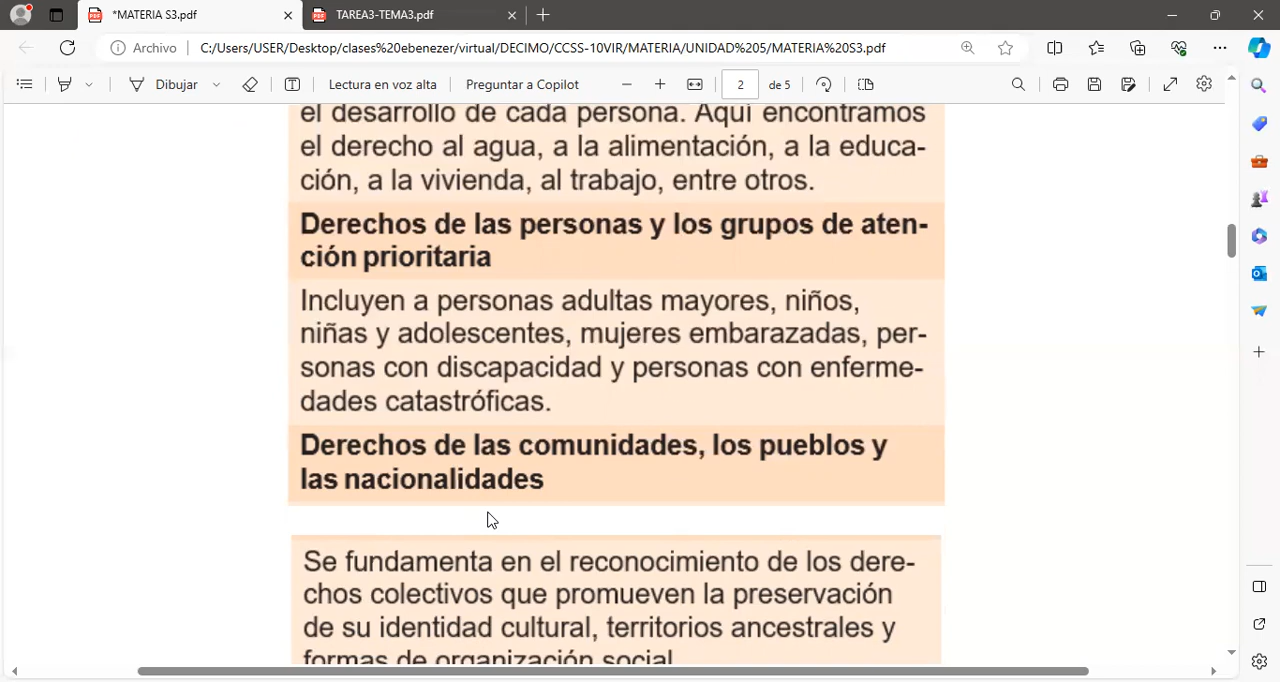 *MATERIA S3.pdf
TAREA3-TEMA3.pdf
Archivo
C:/Users/USER/Desktop/clases%20ebenezer/virtual/DECIMO/CCSS-10VIR/MATERIA/UNIDAD%205/MATERIA%20S3.pdf
Dibujar
Lectura en voz alta
Preguntar a Copilot
2
de 5
el desarrollo de cada persona. Aquí encontramos
el derecho al agua, a la alimentación, a la educa-
ción, a la vivienda, al trabajo, entre otros.
Derechos de las personas y los grupos de aten-
ción prioritaria
Incluyen a personas adultas mayores, niños,
niñas y adolescentes, mujeres embarazadas, per-
sonas con discapacidad y personas con enferme-
dades catastróficas.
Derechos de las comunidades, los pueblos y
las nacionalidades
Se fundamenta en el reconocimiento de los dere-
chos colectivos que promueven la preservación
de su identidad cultural, territorios ancestrales y
formas de organización social